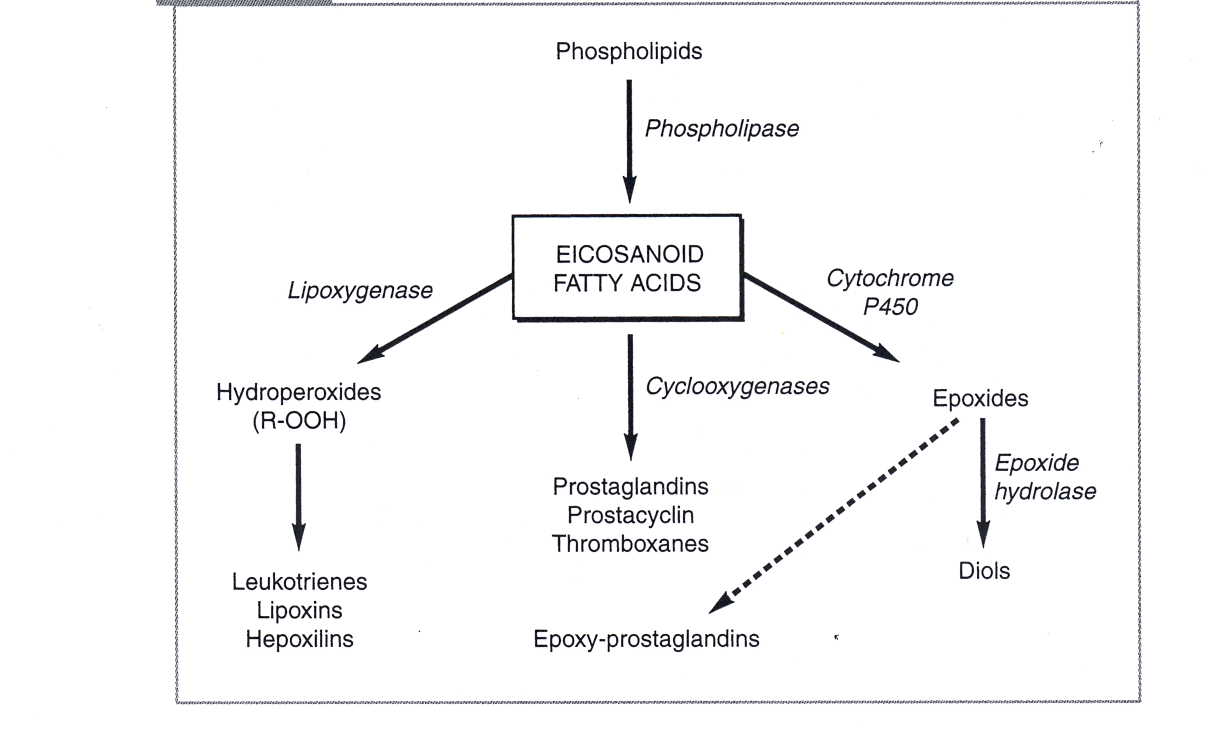 Phospholipids
Phospholipase
EICOSANOID
FATTY ACIDS
Lipoxygenase
Cytochrome
P450
Cyclooxygenases
Hydroperoxides
(R-OOH)
Epoxides
Epoxide
hydrolase
Prostaglandins
Prostacyclin
Thromboxanes
Leukotrienes
Lipoxins
Hepoxilins
Diols
Epoxy-prostaglandins